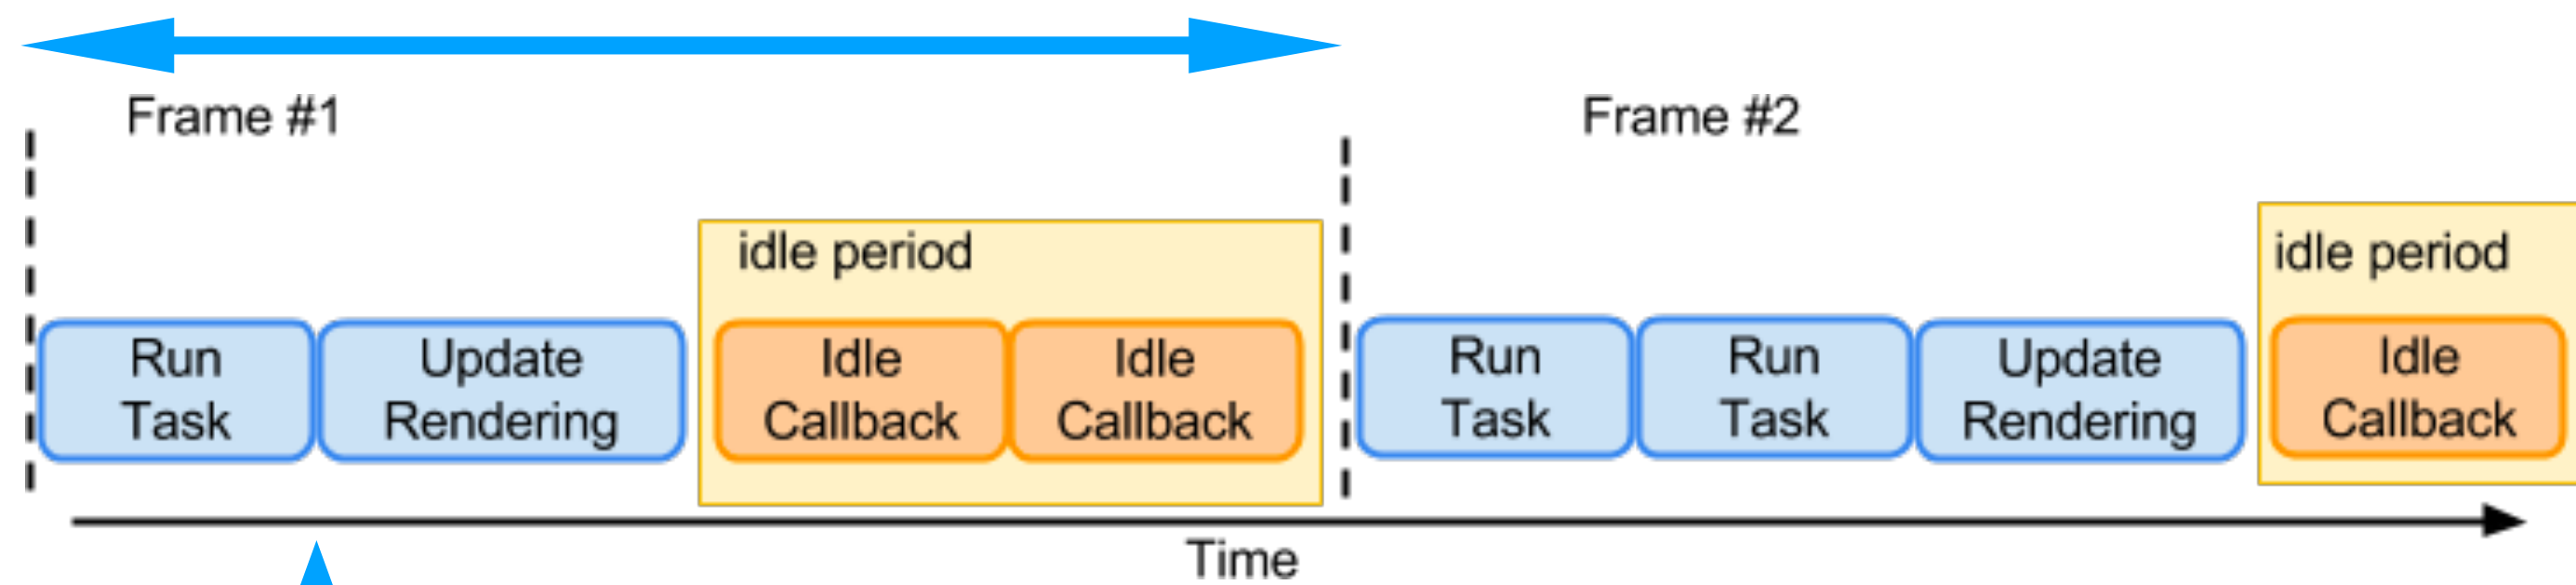 Frame #1
Frame #2
idle period
idle period
Run
Task
Update
Rendering
Idle
Callback
Idle
Callback
Run
Task
Run
Task
Update
Rendering
Idle
Callback
Time